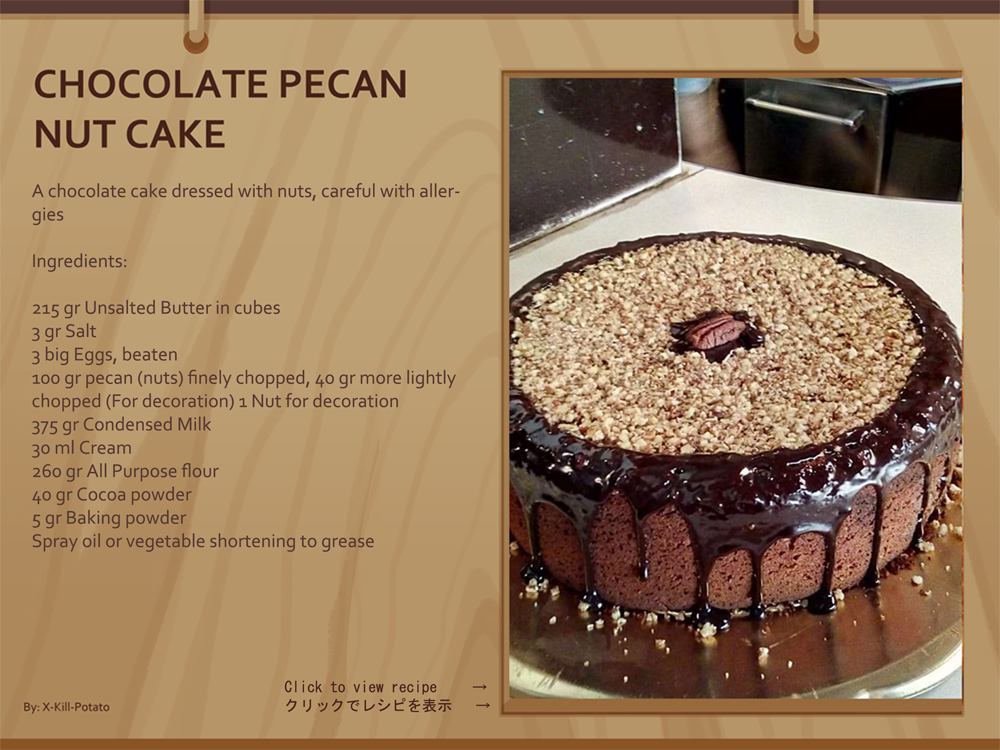 CHOCOLATE PECAN
NUT CAKE
A chocolate cake dressed with nuts, careful with aller-
gies
Ingredients:
215 gr Unsalted Butter in cubes
3 gr Salt
3 big Eggs, beaten
100 gr pecan (nuts) finely chopped, 40 gr more lightly
chopped (For decoration) 1 Nut for decoration
375 gr Condensed Milk
30 ml Cream
260 gr All Purpose flour
40 gr Cocoa powder
5 gr Baking powder
Spray oil or vegetable shortening to grease
Click to view recipe →
クリックでレシピを表示 →
By: X-Kill-Potato